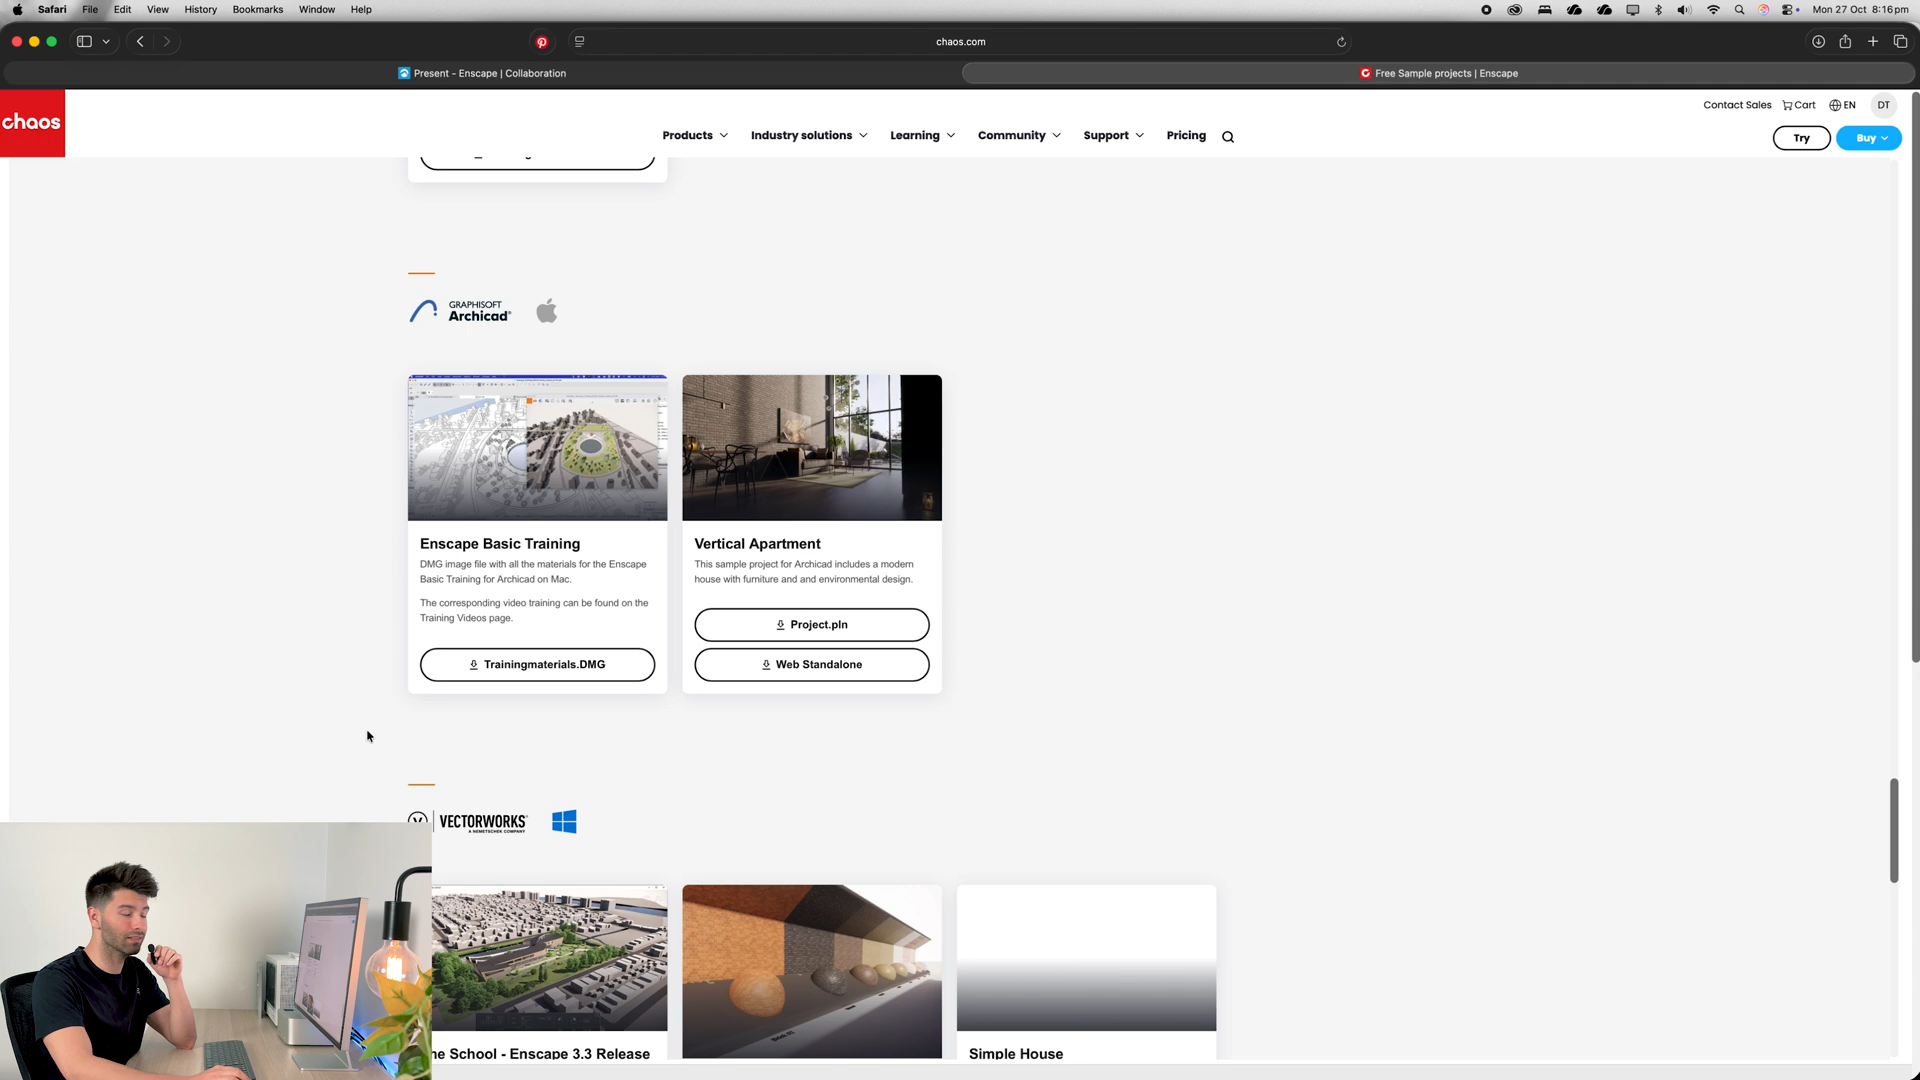 Safari File Edit View History Bookmarks Window Help
Mon 27 Oct 8:16pm
chaos.com
Present - Enscape | Collaboration
Free Sample projects | Enscape
chaos
Contact Sales Cart EN DT
Products Industry solutions Learning Community Support Pricing
Try Buy
GRAPHISOFT
Archicad
Enscape Basic Training
DMG image file with all the materials for the Enscape
Basic Training for Archicad on Mac.
The corresponding video training can be found on the
Training Videos page.
Trainingmaterials.DMG
Vertical Apartment
This sample project for Archicad includes a modern
house with furniture and and environmental design.
Project.pln
Web Standalone
VECTORWORKS
A NEMETSCHEK COMPANY
School - Enscape 3.3 Release
Simple House